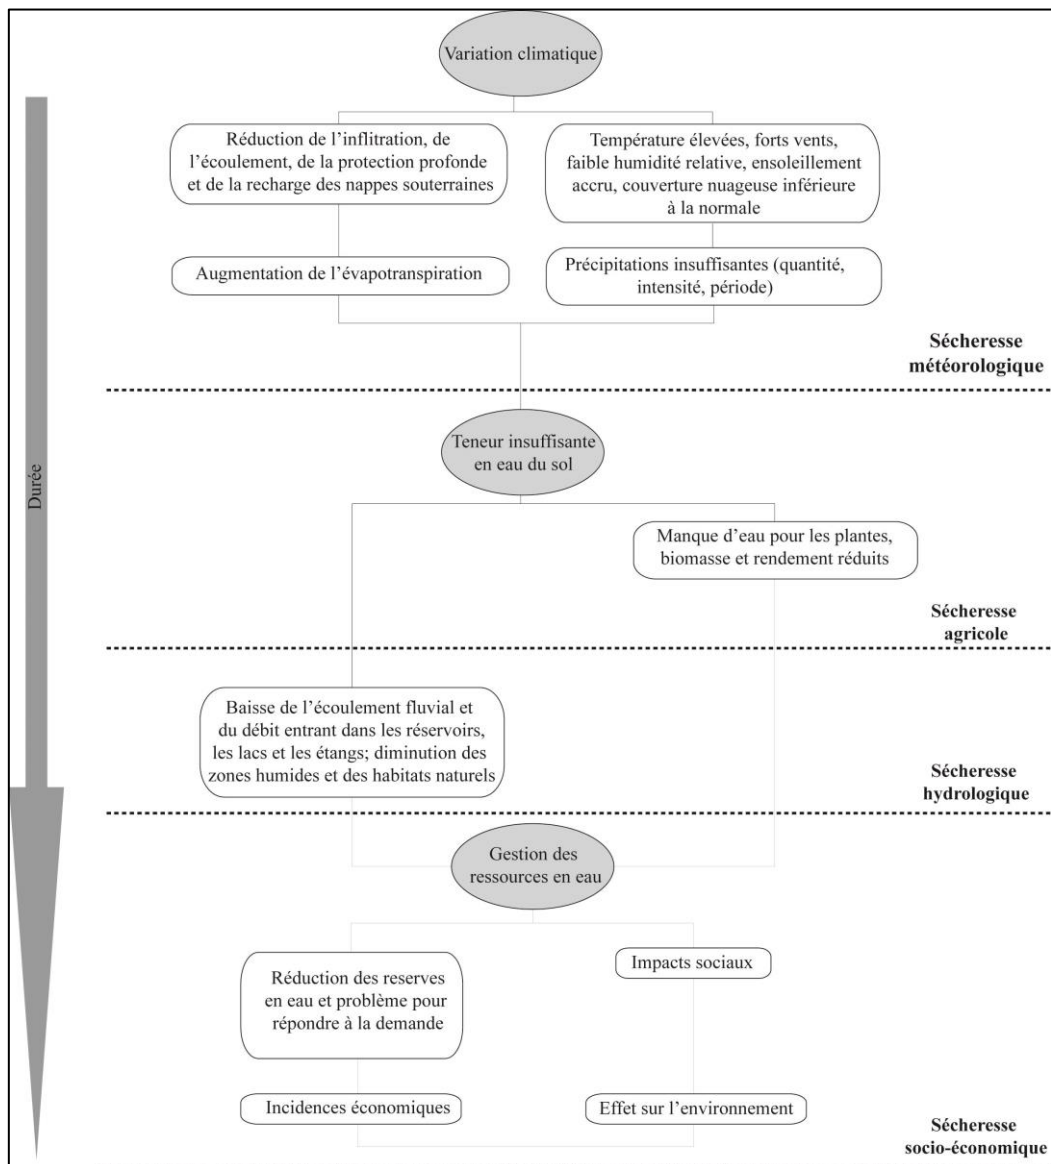 Variation climatique
Réduction de l’inflitration, de
l’écoulement, de la protection profonde
et de la recharge des nappes souterraines
Température élevées, forts vents,
faible humidité relative, ensoleillement
accru, couverture nuageuse inférieure
à la normale
Augmentation de l’évapotranspiration
Précipitations insuffisantes (quantité,
intensité, période)
Sécheresse
météorologique
Teneur insuffisante
en eau du sol
Durée
Manque d’eau pour les plantes,
biomasse et rendement réduits
Sécheresse
agricole
Baisse de l’écoulement fluvial et
du débit entrant dans les réservoirs,
les lacs et les étangs; diminution des
zones humides et des habitats naturels
Sécheresse
hydrologique
Gestion des
ressources en eau
Réduction des reserves
en eau et problème pour
répondre à la demande
Impacts sociaux
Incidences économiques
Effet sur l’environnement
Sécheresse
socio-économique